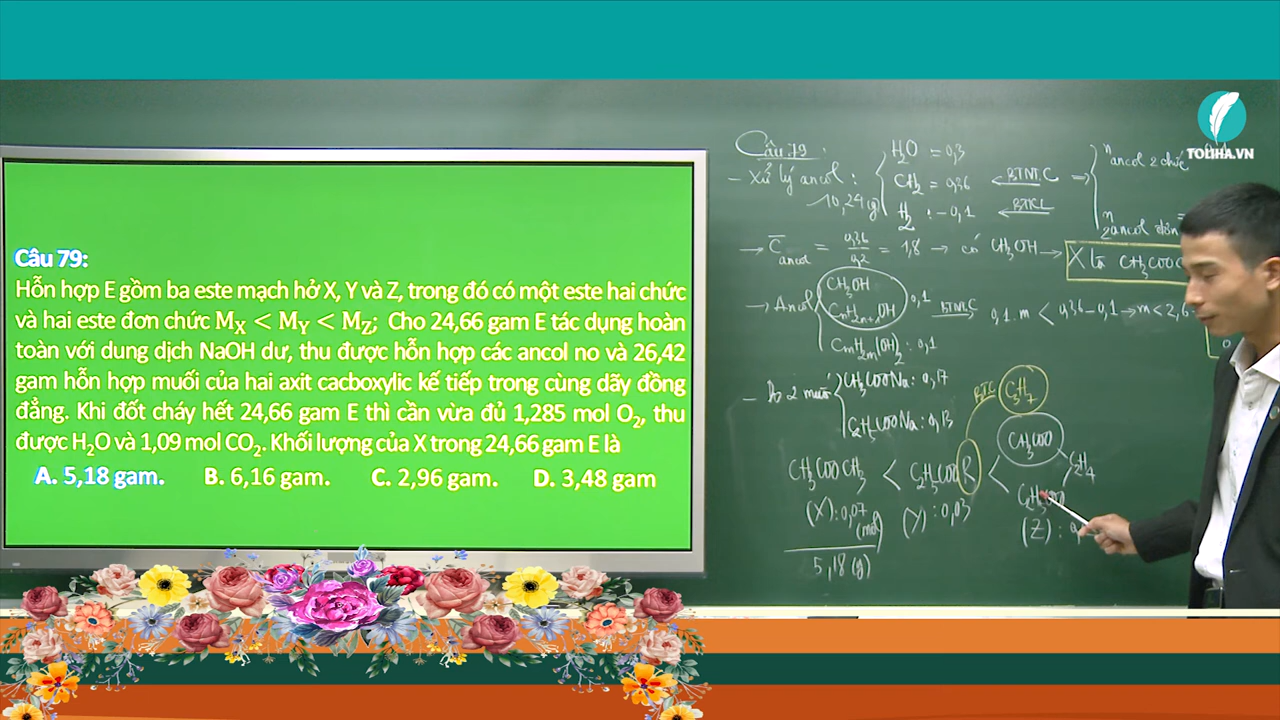 TOLIHA.VN
Câu 79:
Hỗn hợp E gồm ba este mạch hở X, Y và Z, trong đó có một este hai chức
và hai este đơn chức M_X < M_Y < M_Z; Cho 24,66 gam E tác dụng hoàn
toàn với dung dịch NaOH dư, thu được hỗn hợp các ancol no và 26,42
gam hỗn hợp muối của hai axit cacboxylic kế tiếp trong cùng dãy đồng
đẳng. Khi đốt cháy hết 24,66 gam E thì cần vừa đủ 1,285 mol O₂, thu
được H₂O và 1,09 mol CO₂. Khối lượng của X trong 24,66 gam E là
A. 5,18 gam. B. 6,16 gam. C. 2,96 gam. D. 3,48 gam
Câu 79:
- Xử lý ancol: 10,24(g)
H₂O = 0,3
CH₂ = 0,36 ← BTNT.C
H₂ : -0,1 ← BTKL
⇒ n ancol 2 chức
n ancol đơn =
→ C̄ ancol = 0,36/0,2 = 1,8 → có CH₃OH → X là CH₃COOC
→ Ancol
CH₃OH
CnH2n+1OH
0,1 BTNT.C 0,1.m < 0,36-0,1 → m < 2,6
CmH2m(OH)₂ : 0,1
- 2 muối
CH₃COONa : 0,17
C₂H₅COONa : 0,13
BTC C₃H₇
CH₃COOCH₃ < C₂H₅COOR <
CH₃COO
C₂H₄
C₂H₅COO
(X) : 0,07 (mol)
(Y) : 0,03
(Z) : 0,
5,18 (g)